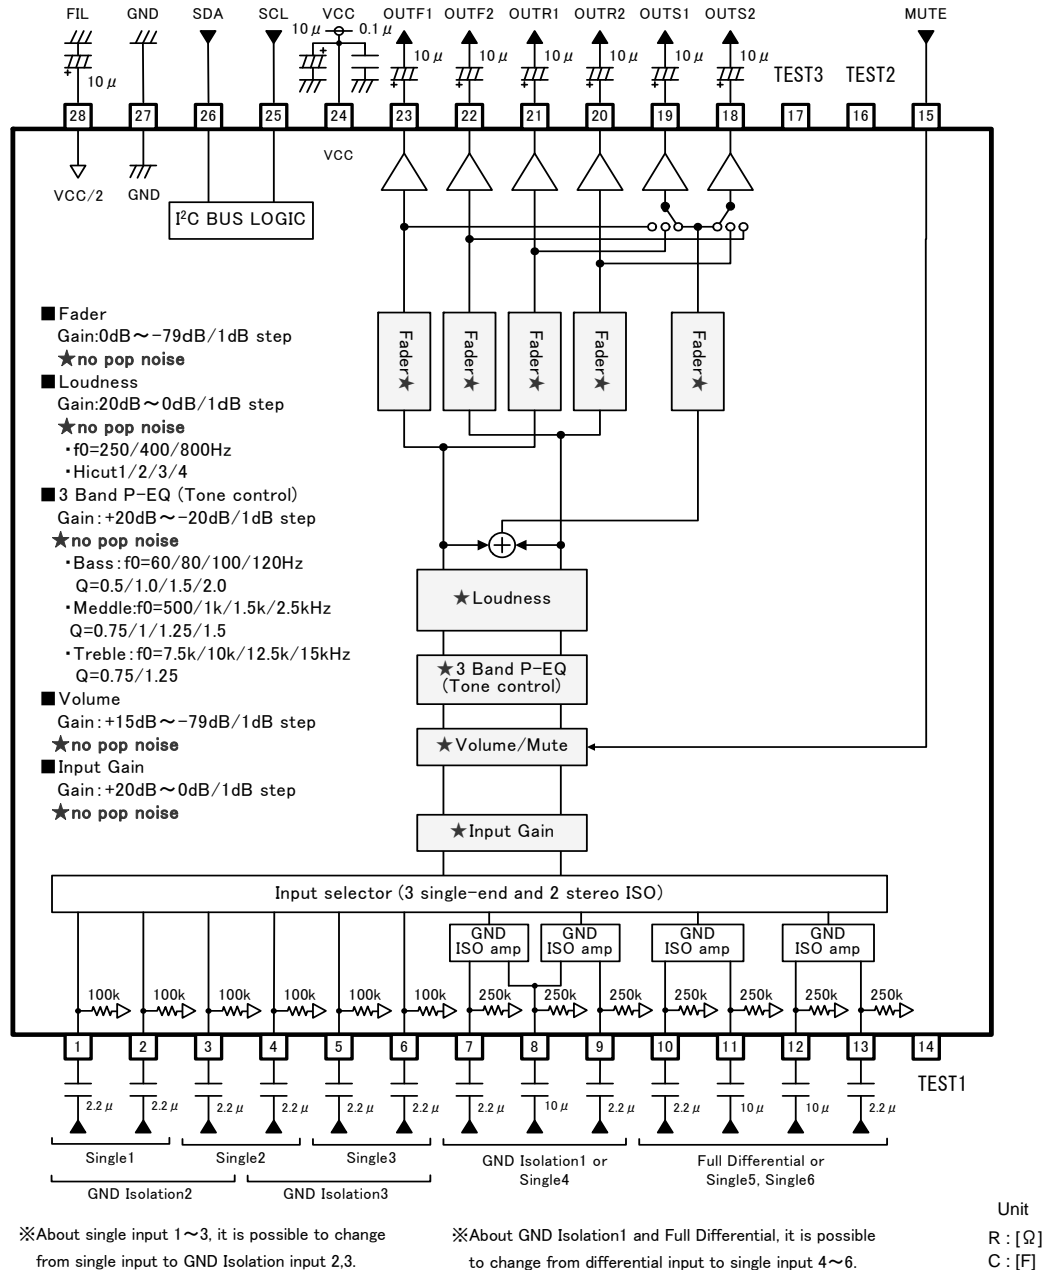 FIL GND SDA SCL VCC OUTF1 OUTF2 OUTR1 OUTR2 OUTS1 OUTS2 MUTE
10μ 0.1μ
10μ 10μ 10μ 10μ 10μ 10μ 10μ
TEST3 TEST2
28 27 26 25 24 23 22 21 20 19 18 17 16 15
VCC
VCC/2 GND
I²C BUS LOGIC
■Fader
Gain:0dB～-79dB/1dB step
★no pop noise
■Loudness
Gain:20dB～0dB/1dB step
★no pop noise
・f0=250/400/800Hz
・Hicut1/2/3/4
■3 Band P-EQ (Tone control)
Gain:+20dB～-20dB/1dB step
★no pop noise
・Bass:f0=60/80/100/120Hz
Q=0.5/1.0/1.5/2.0
・Meddle:f0=500/1k/1.5k/2.5kHz
Q=0.75/1/1.25/1.5
・Treble:f0=7.5k/10k/12.5k/15kHz
Q=0.75/1.25
■Volume
Gain:+15dB～-79dB/1dB step
★no pop noise
■Input Gain
Gain:+20dB～0dB/1dB step
★no pop noise
Fader★ Fader★ Fader★ Fader★ Fader★
★Loudness
★3 Band P-EQ
(Tone control)
★Volume/Mute
★Input Gain
Input selector (3 single-end and 2 stereo ISO)
GND
ISO amp
GND
ISO amp
GND
ISO amp
GND
ISO amp
100k 100k 100k 100k 100k 100k 250k 250k 250k 250k 250k 250k 250k
1 2 3 4 5 6 7 8 9 10 11 12 13 14
TEST1
2.2μ 2.2μ 2.2μ 2.2μ 2.2μ 2.2μ 2.2μ 10μ 2.2μ 2.2μ 10μ 10μ 2.2μ
Single1 Single2 Single3
GND Isolation1 or
Single4
Full Differential or
Single5, Single6
GND Isolation2 GND Isolation3
※About single input 1～3, it is possible to change
from single input to GND Isolation input 2,3.
※About GND Isolation1 and Full Differential, it is possible
to change from differential input to single input 4～6.
Unit
R : [Ω]
C : [F]